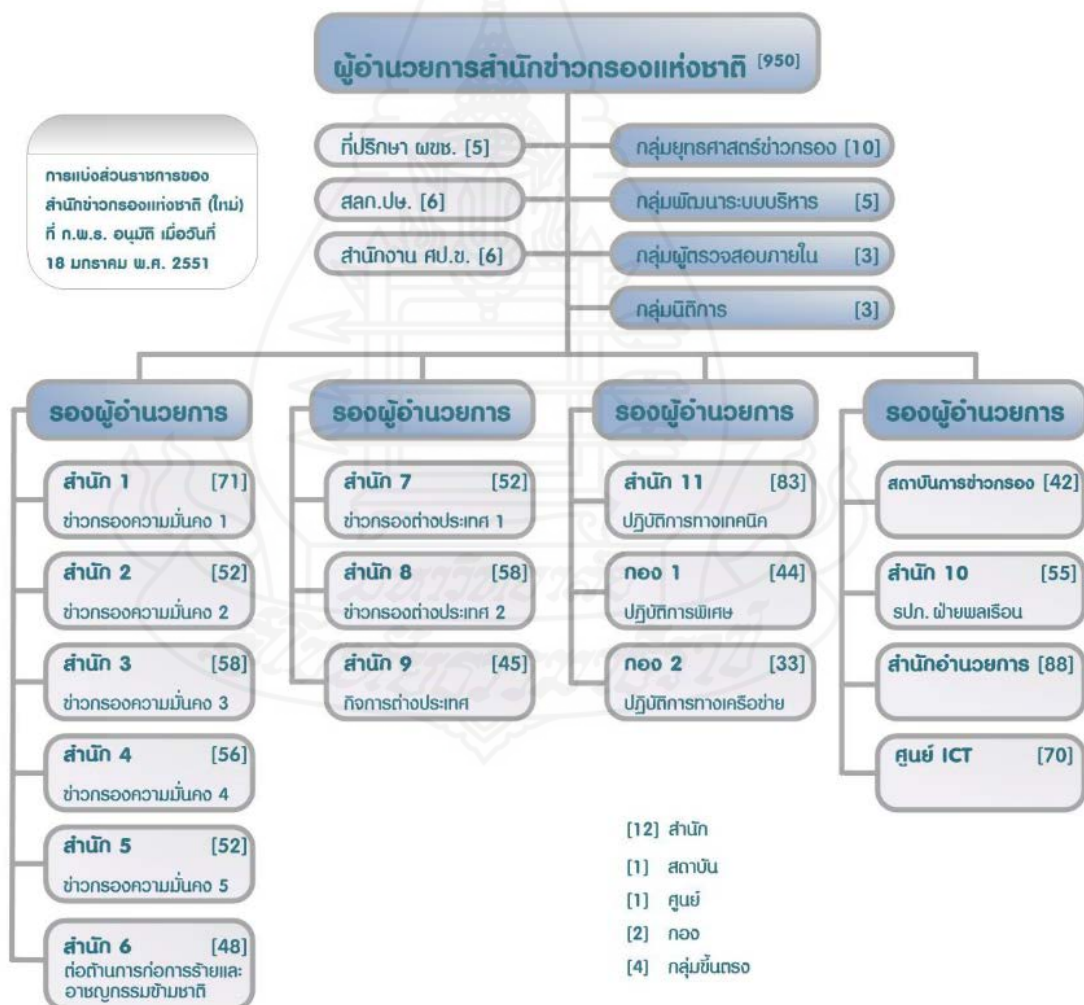 ผู้อำนวยการสำนักข่าวกรองแห่งชาติ [950]
การแบ่งส่วนราชการของ
สำนักข่าวกรองแห่งชาติ (ใหม่)
ที่ ก.พ.ร. อนุมัติ เมื่อวันที่
18 มกราคม พ.ศ. 2551
ที่ปรึกษา ผขช. [5]
สลก.ปษ. [6]
สำนักงาน ศป.ข. [6]
กลุ่มยุทธศาสตร์ข่าวกรอง [10]
กลุ่มพัฒนาระบบบริหาร [5]
กลุ่มผู้ตรวจสอบภายใน [3]
กลุ่มนิติการ [3]
รองผู้อำนวยการ
สำนัก 1 [71]
ข่าวกรองความมั่นคง 1
สำนัก 2 [52]
ข่าวกรองความมั่นคง 2
สำนัก 3 [58]
ข่าวกรองความมั่นคง 3
สำนัก 4 [56]
ข่าวกรองความมั่นคง 4
สำนัก 5 [52]
ข่าวกรองความมั่นคง 5
สำนัก 6 [48]
ต่อต้านการก่อการร้ายและ
อาชญกรรมข้ามชาติ
รองผู้อำนวยการ
สำนัก 7 [52]
ข่าวกรองต่างประเทศ 1
สำนัก 8 [58]
ข่าวกรองต่างประเทศ 2
สำนัก 9 [45]
กิจการต่างประเทศ
รองผู้อำนวยการ
สำนัก 11 [83]
ปฏิบัติการทางเทคนิค
กอง 1 [44]
ปฏิบัติการพิเศษ
กอง 2 [33]
ปฏิบัติการทางเครือข่าย
รองผู้อำนวยการ
สถาบันการข่าวกรอง [42]
สำนัก 10 [55]
รปภ. ฝ่ายพลเรือน
สำนักอำนวยการ [88]
ศูนย์ ICT [70]
[12] สำนัก
[1] สถาบัน
[1] ศูนย์
[2] กอง
[4] กลุ่มขึ้นตรง
มหาวิทยาลัย
สุโขทัยธรรมาธิราช